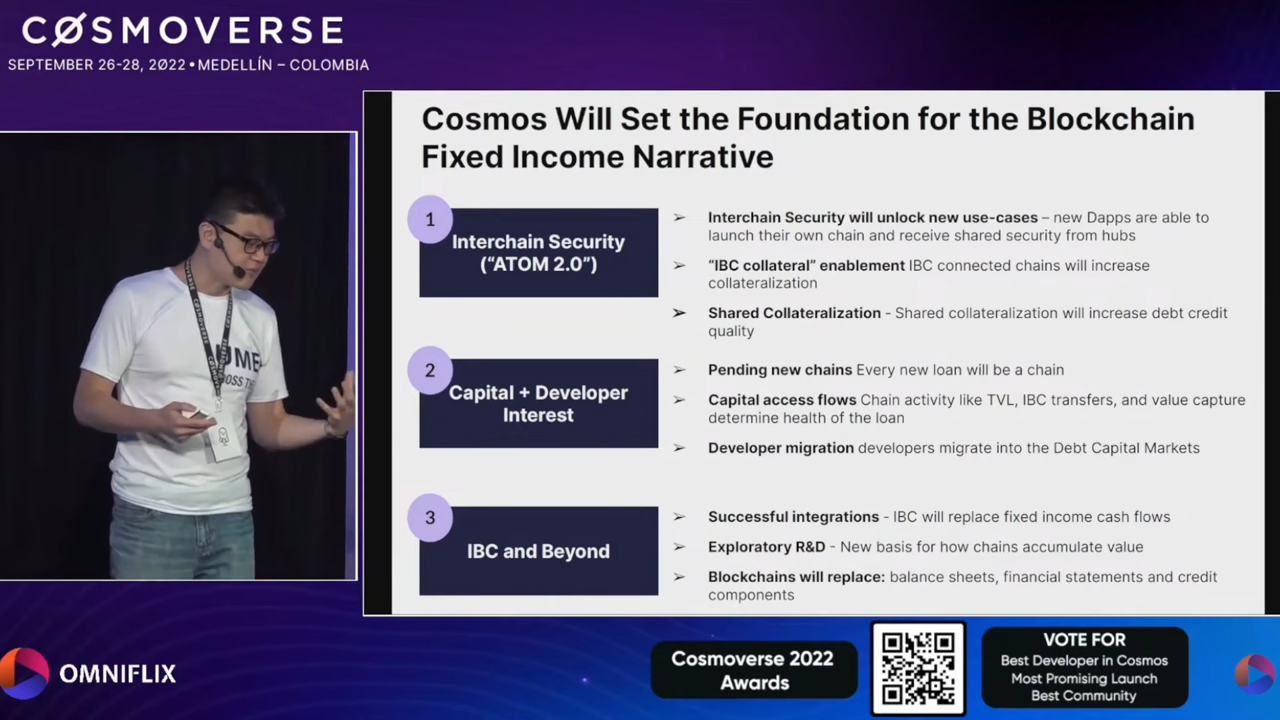 CØSMOVERSE
SEPTEMBER 26-28, 2022 • MEDELLÍN – COLOMBIA
Cosmos Will Set the Foundation for the Blockchain
Fixed Income Narrative
1
Interchain Security
(“ATOM 2.0”)
➢ Interchain Security will unlock new use-cases – new Dapps are able to
launch their own chain and receive shared security from hubs
➢ “IBC collateral” enablement IBC connected chains will increase
collateralization
➢ Shared Collateralization - Shared collateralization will increase debt credit
quality
2
Capital + Developer
Interest
➢ Pending new chains Every new loan will be a chain
➢ Capital access flows Chain activity like TVL, IBC transfers, and value capture
determine health of the loan
➢ Developer migration developers migrate into the Debt Capital Markets
3
IBC and Beyond
➢ Successful integrations - IBC will replace fixed income cash flows
➢ Exploratory R&D - New basis for how chains accumulate value
➢ Blockchains will replace: balance sheets, financial statements and credit
components
COSMOVERSE
OMNIFLIX
Cosmoverse 2022
Awards
VOTE FOR
Best Developer in Cosmos
Most Promising Launch
Best Community